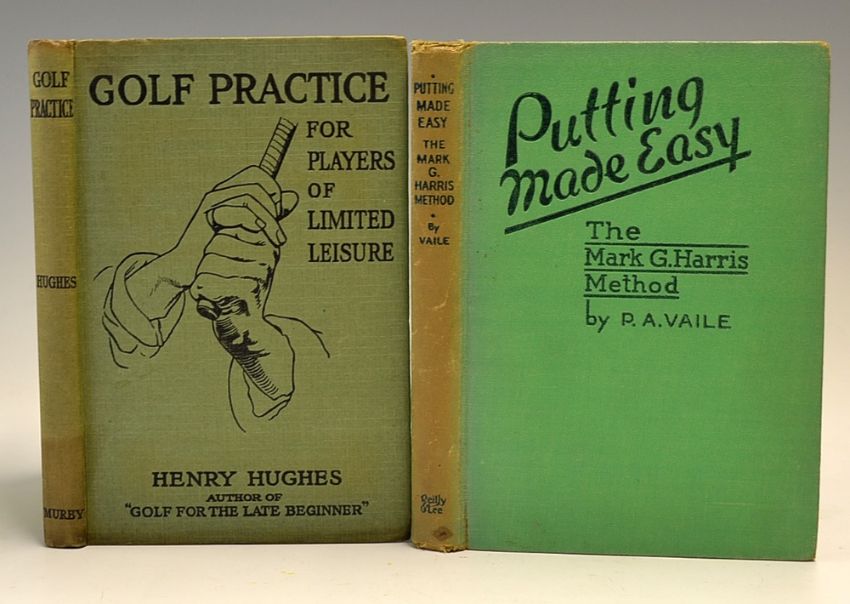 GOLF
PRACTICE
HUGHES
MURBY
GOLF PRACTICE
FOR
PLAYERS
OF
LIMITED
LEISURE
HENRY HUGHES
AUTHOR OF
"GOLF FOR THE LATE BEGINNER"
PUTTING
MADE
EASY
THE
MARK
G.
HARRIS
METHOD
By
VAILE
Reilly
& Lee
Putting
Made Easy
The
Mark G. Harris
Method
by P. A. VAILE